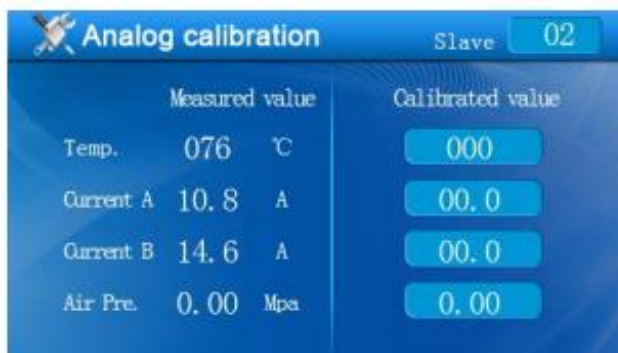 Analog calibration Slave 02
Measured value Calibrated value
Temp. 076 ℃ 000
Current A 10.8 A 00.0
Current B 14.6 A 00.0
Air Pre. 0.00 Mpa 0.00